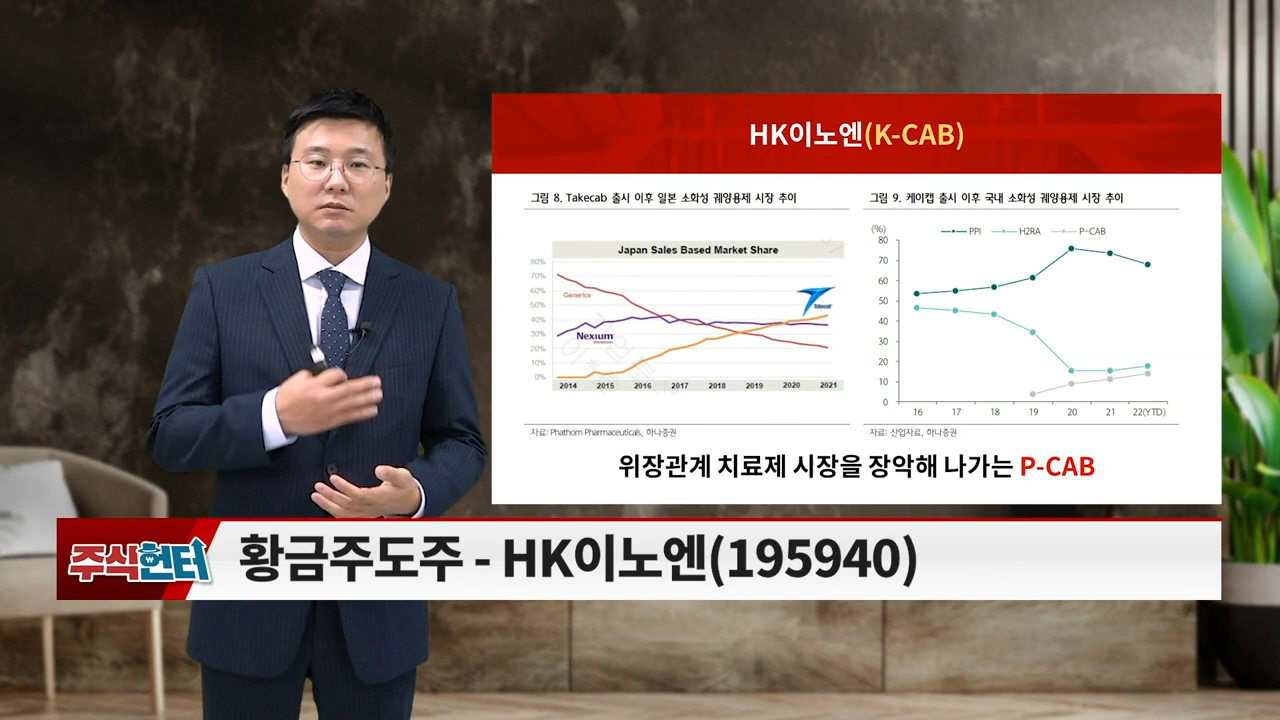 HK이노엔(K-CAB)
그림 8. Takecab 출시 이후 일본 소화성 궤양용제 시장 추이
Japan Sales Based Market Share
80%
70%
60%
50%
40%
30%
20%
10%
0%
Generics
Nexium
Takecab
2014 2015 2016 2017 2018 2019 2020 2021
자료: Phathom Pharmaceuticals, 하나증권
그림 9. 케이캡 출시 이후 국내 소화성 궤양용제 시장 추이
(%)
PPI H2RA P-CAB
80
70
60
50
40
30
20
10
0
16 17 18 19 20 21 22(YTD)
자료: 산업자료, 하나증권
위장관계 치료제 시장을 장악해 나가는 P-CAB
주식헌터
황금주도주 - HK이노엔(195940)